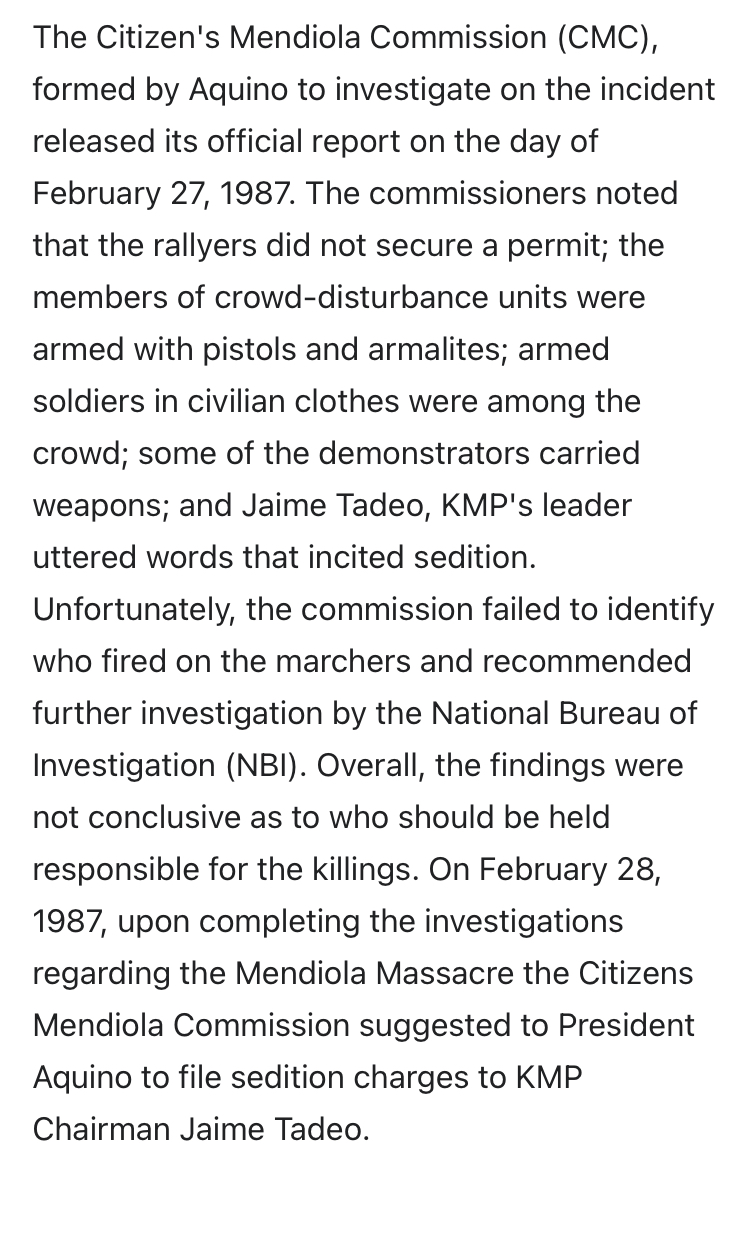 The Citizen's Mendiola Commission (CMC),
formed by Aquino to investigate on the incident
released its official report on the day of
February 27, 1987. The commissioners noted
that the rallyers did not secure a permit; the
members of crowd-disturbance units were
armed with pistols and armalites; armed
soldiers in civilian clothes were among the
crowd; some of the demonstrators carried
weapons; and Jaime Tadeo, KMP's leader
uttered words that incited sedition.
Unfortunately, the commission failed to identify
who fired on the marchers and recommended
further investigation by the National Bureau of
Investigation (NBI). Overall, the findings were
not conclusive as to who should be held
responsible for the killings. On February 28,
1987, upon completing the investigations
regarding the Mendiola Massacre the Citizens
Mendiola Commission suggested to President
Aquino to file sedition charges to KMP
Chairman Jaime Tadeo.